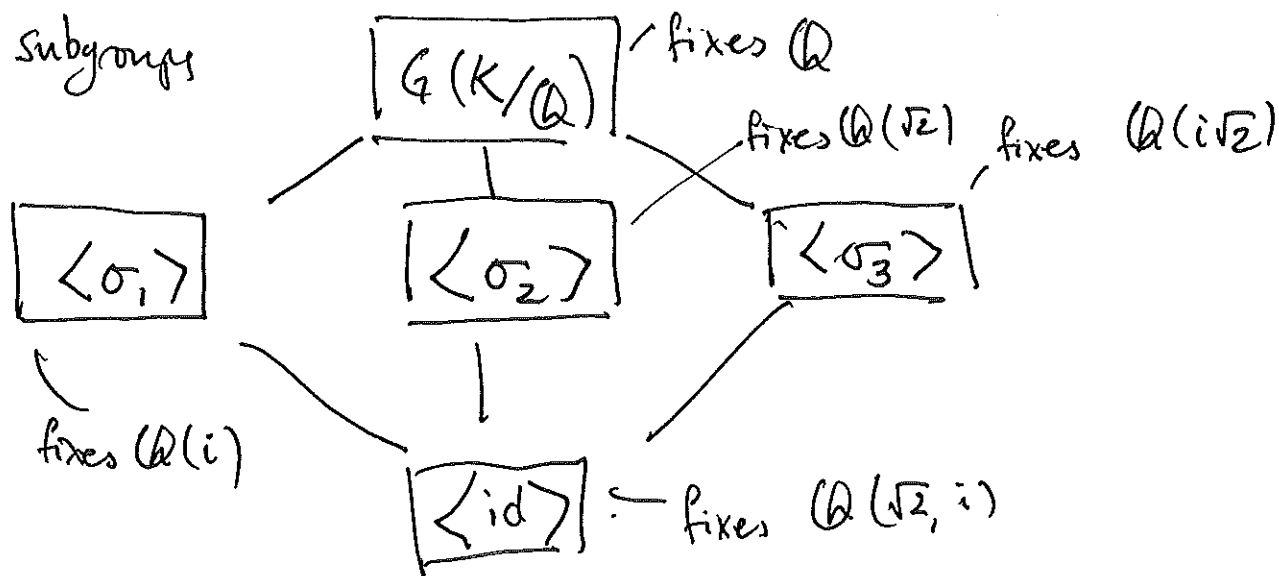 subgroups
G(K/ℚ)
fixes ℚ
fixes ℚ(√2)
fixes ℚ(i√2)
<σ₁>
<σ₂>
<σ₃>
fixes ℚ(i)
<id>
fixes ℚ(√2, i)